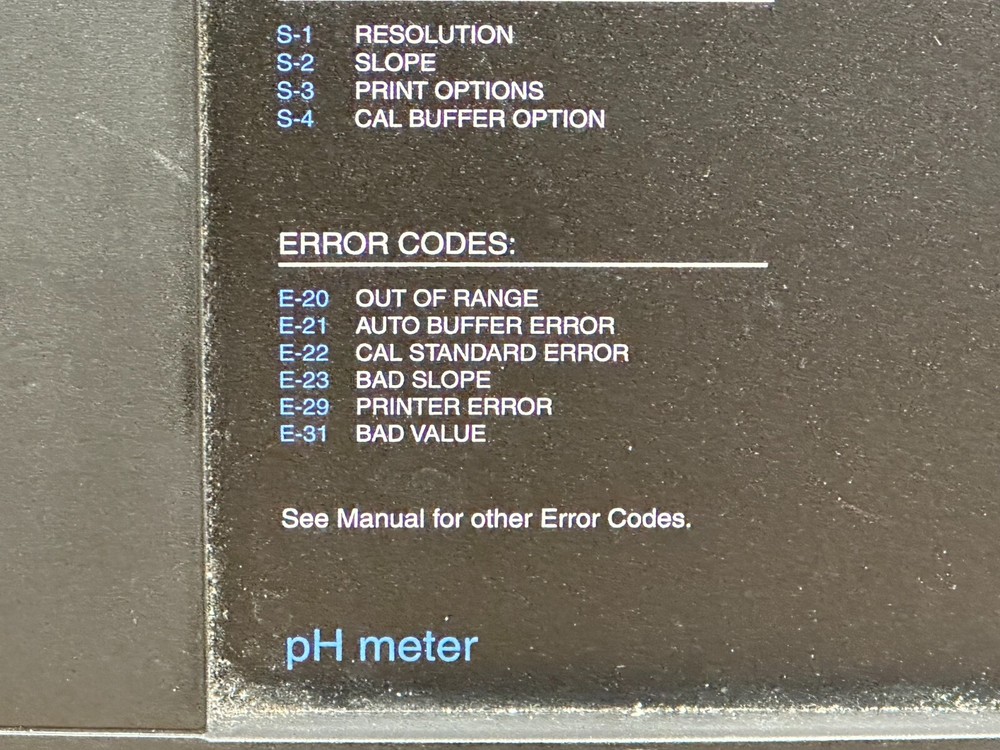 S-1 RESOLUTION
S-2 SLOPE
S-3 PRINT OPTIONS
S-4 CAL BUFFER OPTION
ERROR CODES:
E-20 OUT OF RANGE
E-21 AUTO BUFFER ERROR
E-22 CAL STANDARD ERROR
E-23 BAD SLOPE
E-29 PRINTER ERROR
E-31 BAD VALUE
See Manual for other Error Codes.
pH meter